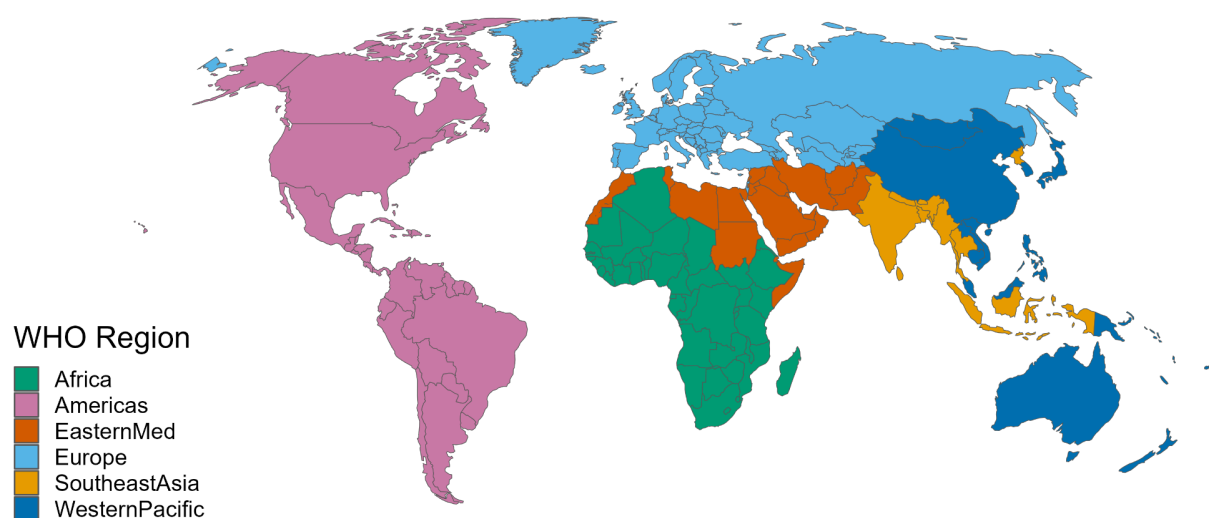 WHO Region
Africa
Americas
EasternMed
Europe
SoutheastAsia
WesternPacific